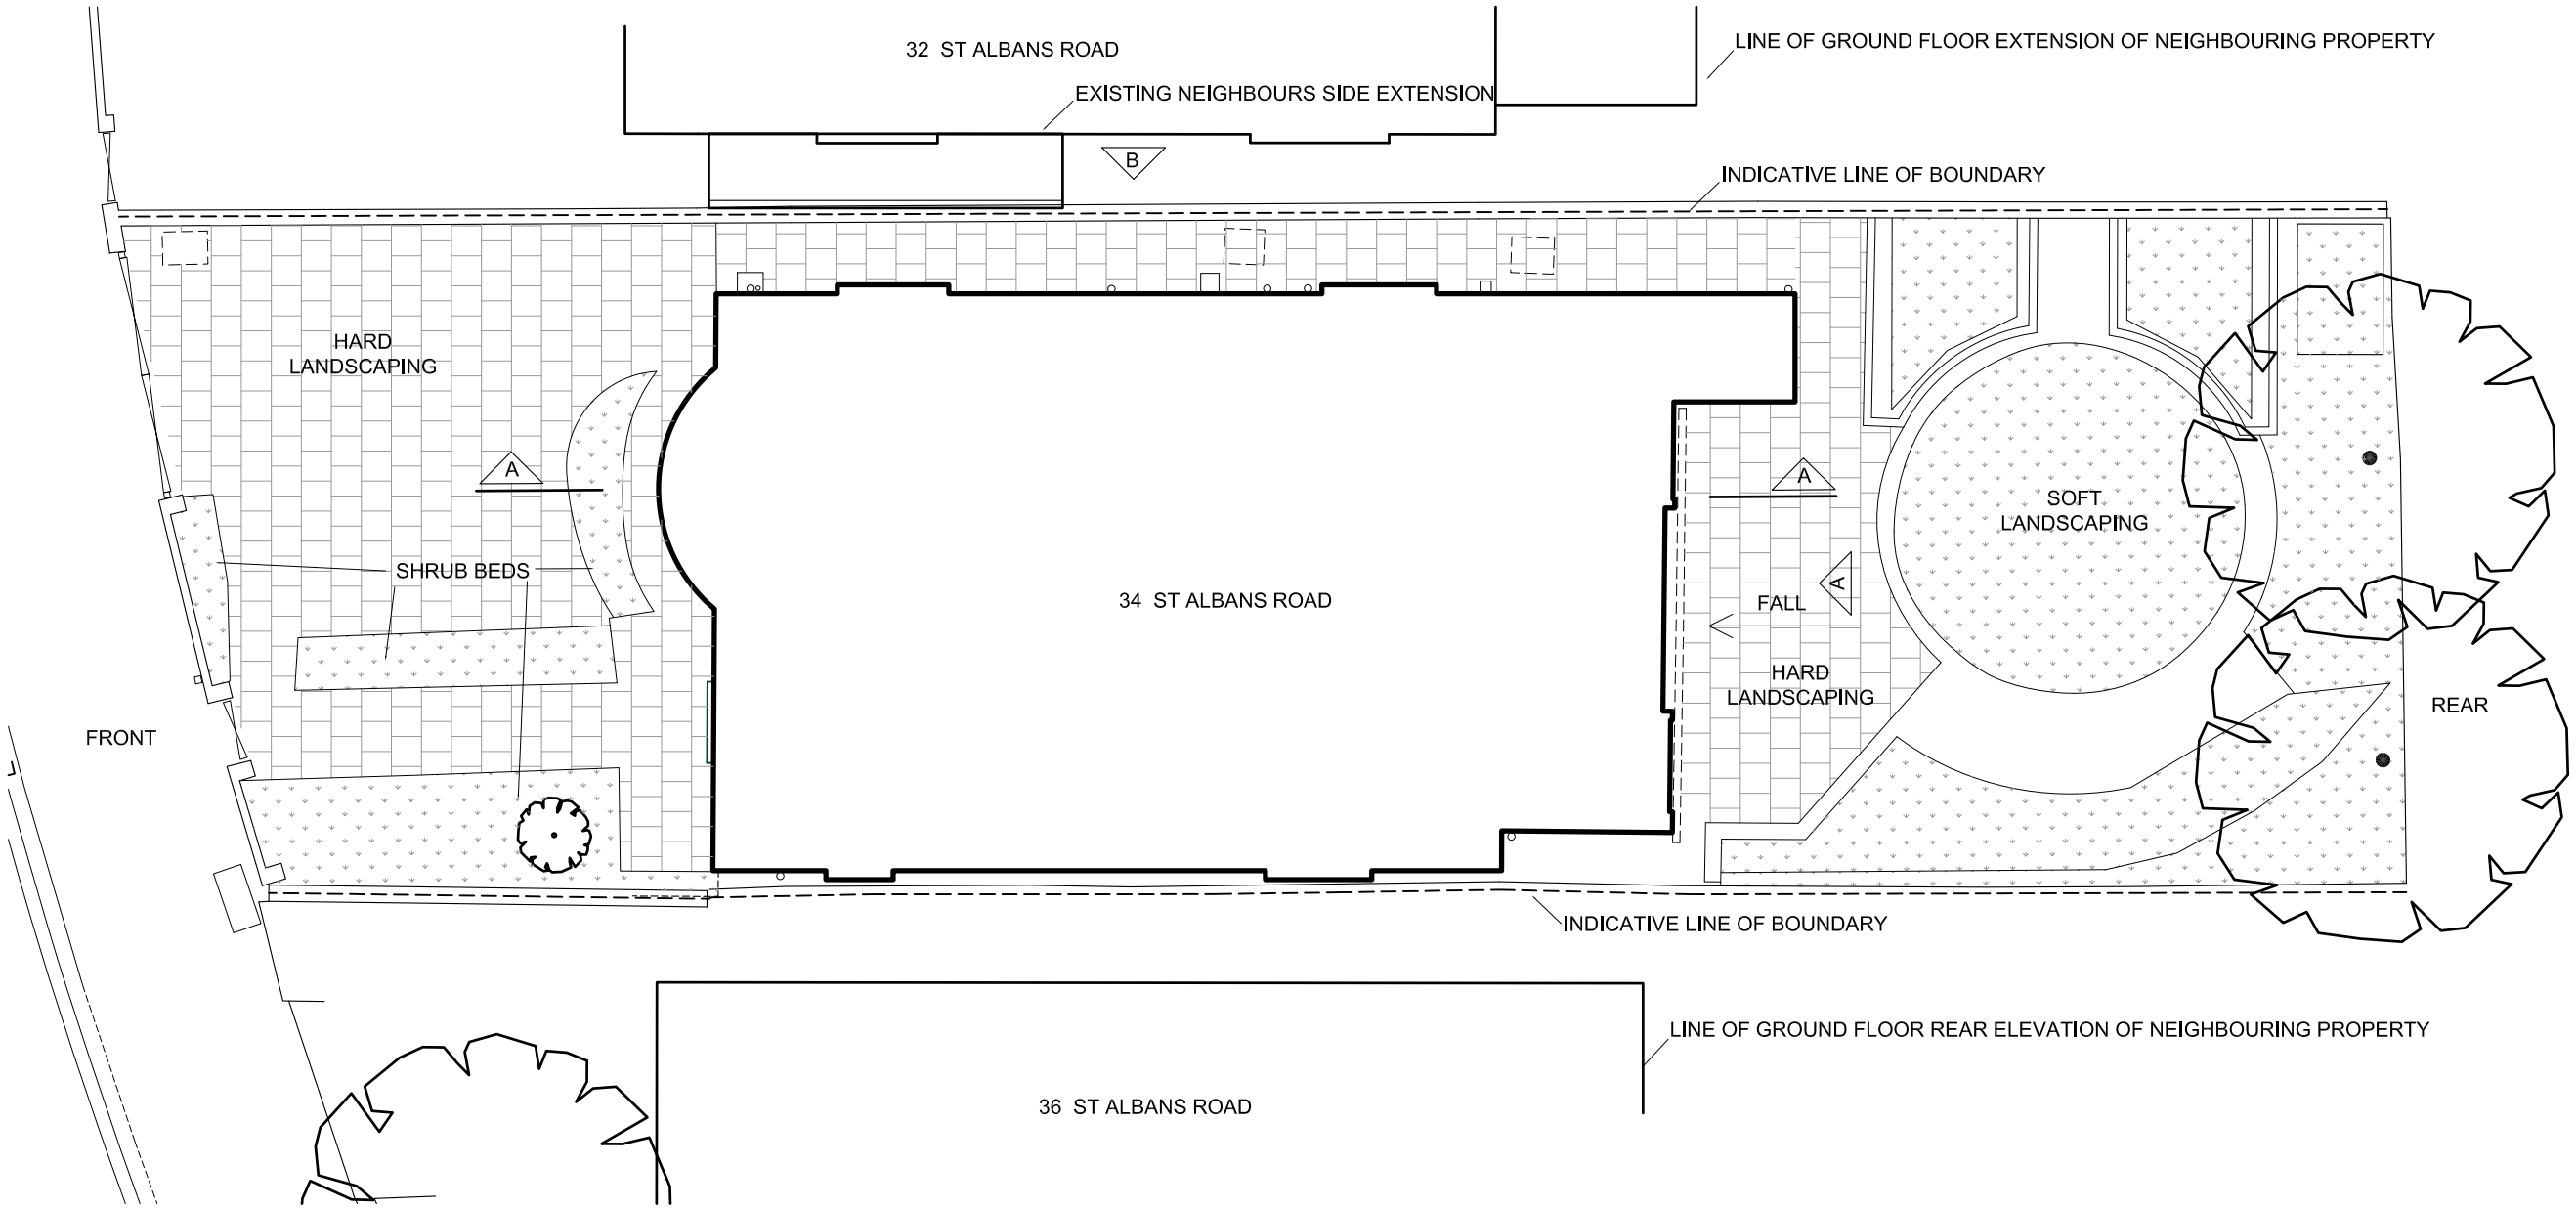 32 ST ALBANS ROAD
LINE OF GROUND FLOOR EXTENSION OF NEIGHBOURING PROPERTY
EXISTING NEIGHBOURS SIDE EXTENSION
B
INDICATIVE LINE OF BOUNDARY
HARD
LANDSCAPING
A
A
SOFT
LANDSCAPING
SHRUB BEDS
A
34 ST ALBANS ROAD
FALL
HARD
LANDSCAPING
REAR
FRONT
INDICATIVE LINE OF BOUNDARY
LINE OF GROUND FLOOR REAR ELEVATION OF NEIGHBOURING PROPERTY
36 ST ALBANS ROAD